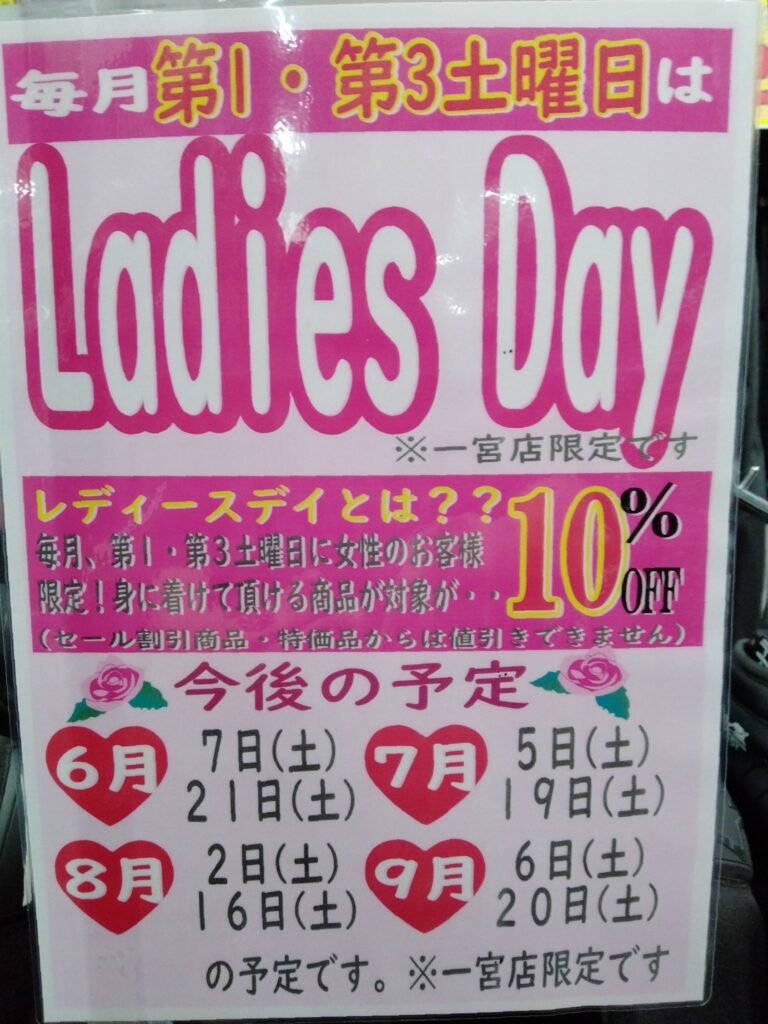 毎月第1・第3土曜日は
Ladies Day
※一宮店限定です
レディースデイとは？？
毎月、第1・第3土曜日に女性のお客様
限定！身に着けて頂ける商品が対象が・・
10%OFF
(セール割引商品・特価品からは値引きできません)
今後の予定
6月 7日(土)
21日(土)
7月 5日(土)
19日(土)
8月 2日(土)
16日(土)
9月 6日(土)
20日(土)
の予定です。※一宮店限定です